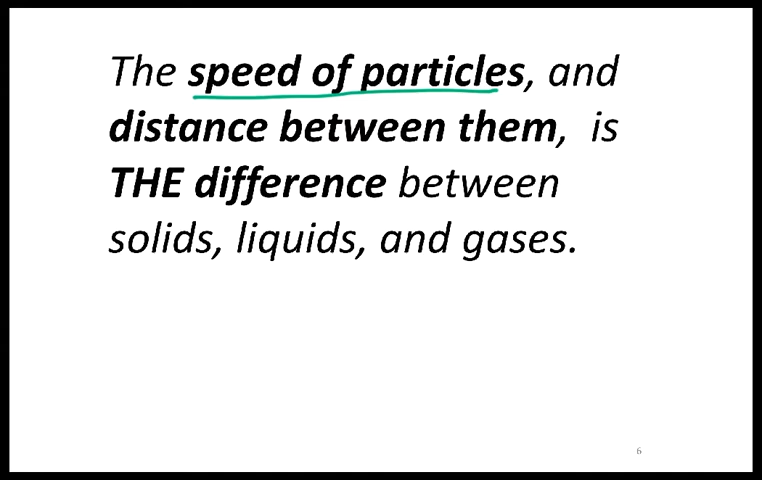 The speed of particles, and
distance between them,  is
THE difference between
solids, liquids, and gases.
6